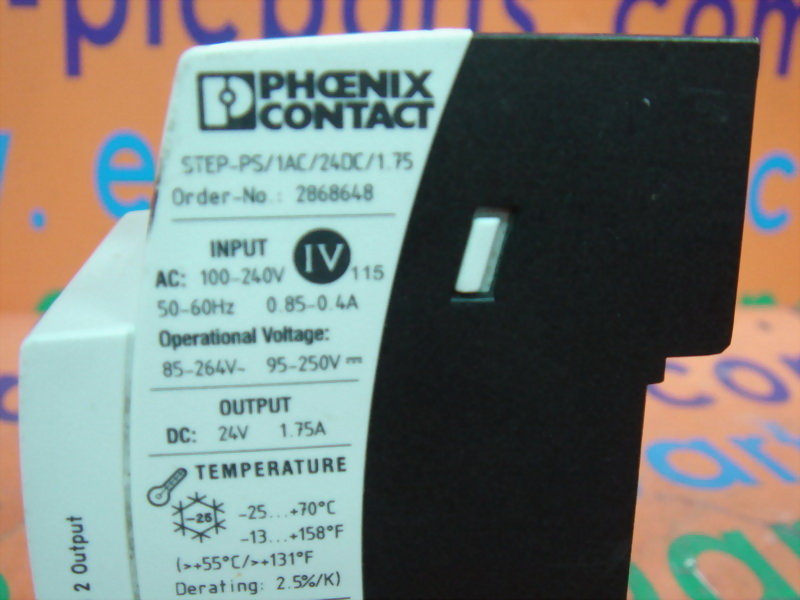 PHŒNIX
CONTACT
STEP-PS/1AC/24DC/1.75
Order-No.: 2868648
INPUT IV 115
AC: 100-240V
50-60Hz 0.85-0.4A
Operational Voltage:
85-264V~ 95-250V⎓
OUTPUT
DC: 24V 1.75A
TEMPERATURE
-25 -25...+70°C
-13...+158°F
(>+55°C/>+131°F
Derating: 2.5%/K)
2 Output